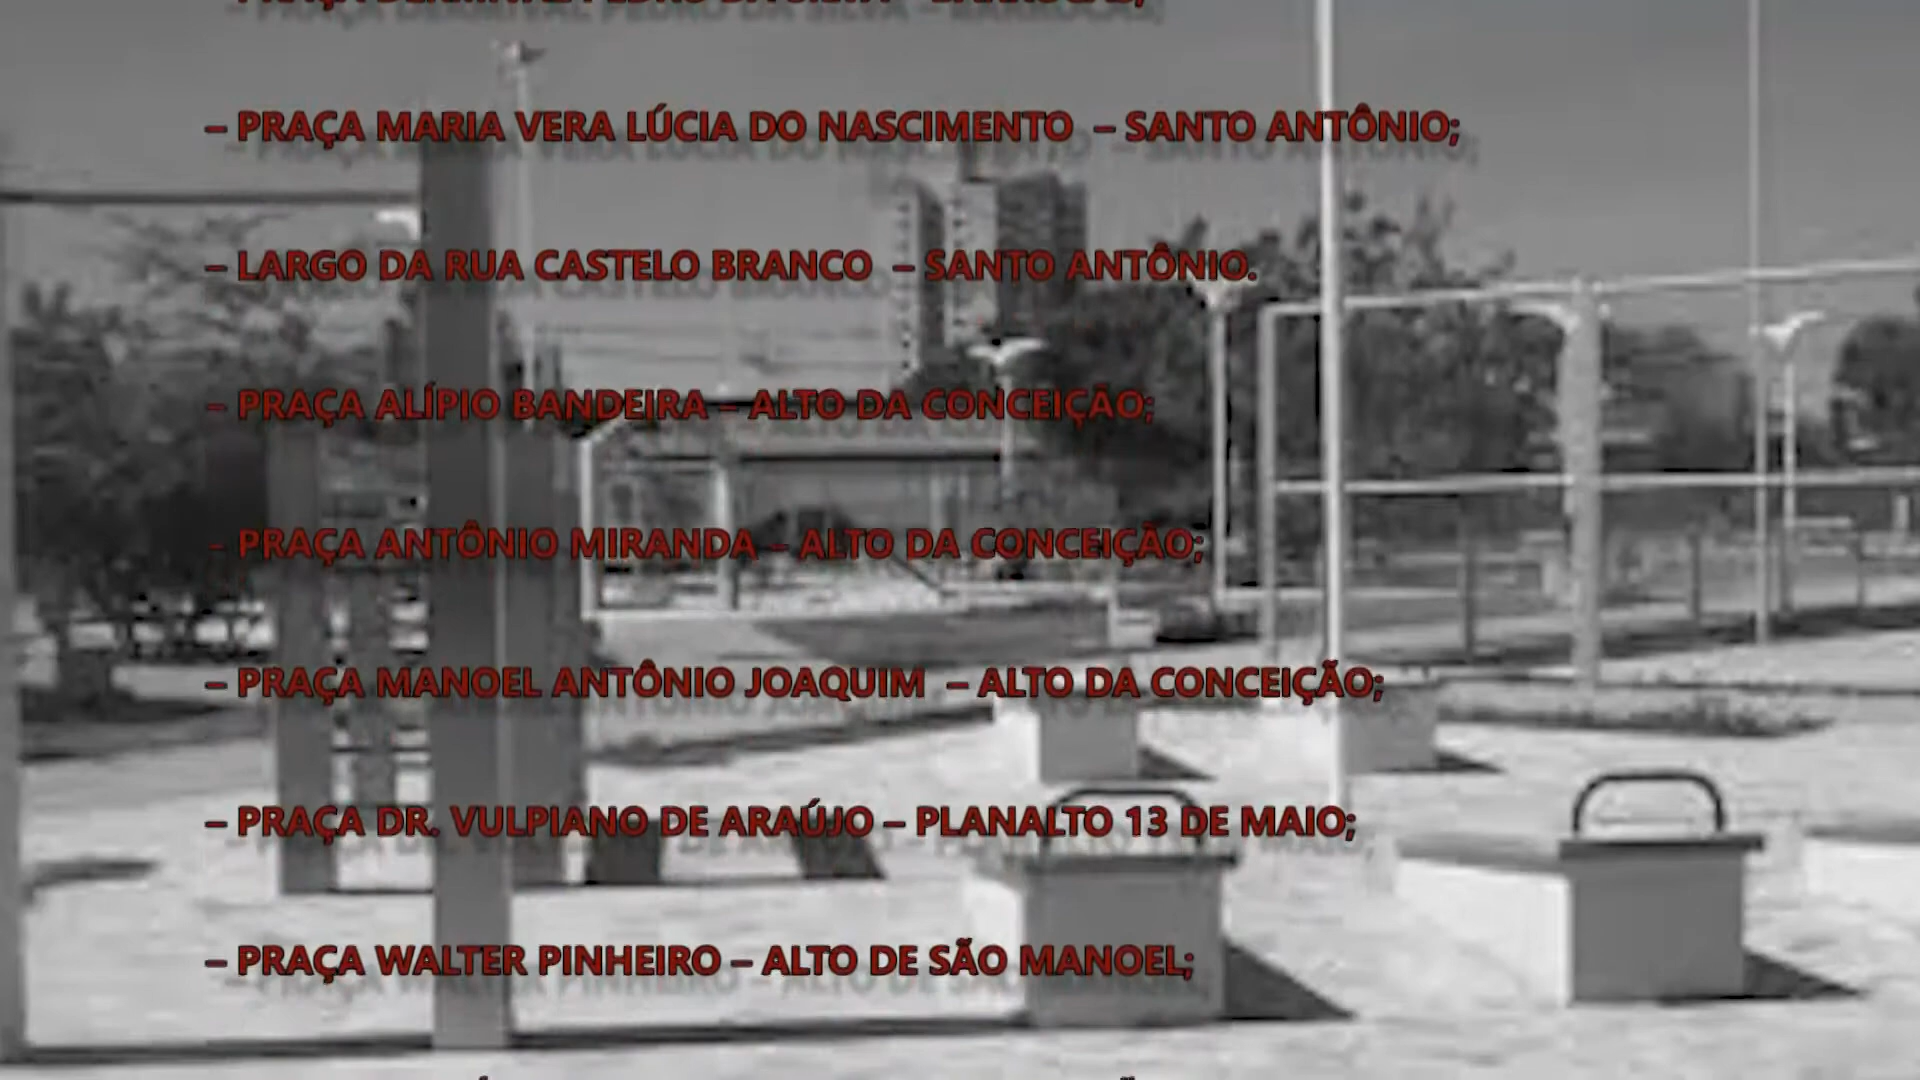 – PRAÇA MARIA VERA LÚCIA DO NASCIMENTO – SANTO ANTÔNIO;
– LARGO DA RUA CASTELO BRANCO – SANTO ANTÔNIO.
– PRAÇA ALÍPIO BANDEIRA – ALTO DA CONCEIÇÃO;
– PRAÇA ANTÔNIO MIRANDA – ALTO DA CONCEIÇÃO;
– PRAÇA MANOEL ANTÔNIO JOAQUIM – ALTO DA CONCEIÇÃO;
– PRAÇA DR. VULPIANO DE ARAÚJO – PLANALTO 13 DE MAIO;
– PRAÇA WALTER PINHEIRO – ALTO DE SÃO MANOEL;